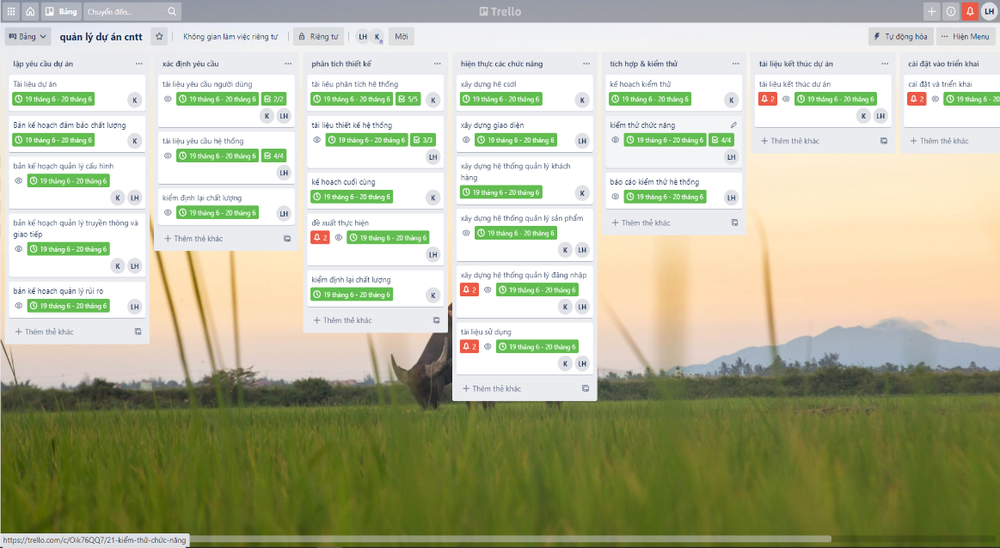 Bảng
Chuyển đến...
Trello
LH
Bảng
quản lý dự án cntt
Không gian làm việc riêng tư
Riêng tư
LH
K
Mời
Tự động hóa
Hiện Menu
lập yêu cầu dự án
Tài liệu dự án
19 tháng 6 - 20 tháng 6
K
Bản kế hoạch đảm bảo chất lượng
19 tháng 6 - 20 tháng 6
K
bản kế hoạch quản lý cấu hình
19 tháng 6 - 20 tháng 6
K
LH
bản kế hoạch quản lý truyền thông và
giao tiếp
19 tháng 6 - 20 tháng 6
K
LH
bản kế hoạch quản lý rủi ro
19 tháng 6 - 20 tháng 6
LH
+ Thêm thẻ khác
xác định yêu cầu
tài liệu yêu cầu người dùng
19 tháng 6 - 20 tháng 6
2/2
K
LH
tài liệu yêu cầu hệ thống
19 tháng 6 - 20 tháng 6
4/4
LH
kiểm định lại chất lượng
19 tháng 6 - 20 tháng 6
LH
+ Thêm thẻ khác
phân tích thiết kế
tài liệu phân tích hệ thống
19 tháng 6 - 20 tháng 6
5/5
K
tài liệu thiết kế hệ thống
19 tháng 6 - 20 tháng 6
3/3
LH
kế hoạch cuối cùng
19 tháng 6 - 20 tháng 6
K
đề xuất thực hiện
2
19 tháng 6 - 20 tháng 6
LH
kiểm định lại chất lượng
19 tháng 6 - 20 tháng 6
K
+ Thêm thẻ khác
hiện thực các chức năng
xây dựng hệ csdl
19 tháng 6 - 20 tháng 6
K
xây dựng giao diện
19 tháng 6 - 20 tháng 6
LH
xây dựng hệ thống quản lý khách
hàng
19 tháng 6 - 20 tháng 6
K
xây dựng hệ thống quản lý sản phẩm
19 tháng 6 - 20 tháng 6
K
LH
xây dựng hệ thống quản lý đăng nhập
2
19 tháng 6 - 20 tháng 6
K
LH
tài liệu sử dụng
2
19 tháng 6 - 20 tháng 6
K
LH
+ Thêm thẻ khác
tích hợp & kiểm thử
kế hoạch kiểm thử
19 tháng 6 - 20 tháng 6
K
kiểm thử chức năng
19 tháng 6 - 20 tháng 6
4/4
LH
báo cáo kiểm thử hệ thống
19 tháng 6 - 20 tháng 6
LH
+ Thêm thẻ khác
tài liệu kết thúc dự án
tài liệu kết thúc dự án
2
19 tháng 6 - 20 tháng 6
K
LH
+ Thêm thẻ khác
cài đặt vào triển khai
cài đặt và triển khai
2
19 tháng 6 - 20
+ Thêm thẻ khác
https://trello.com/c/Oik76QQ7/21-kiểm-thử-chức-năng